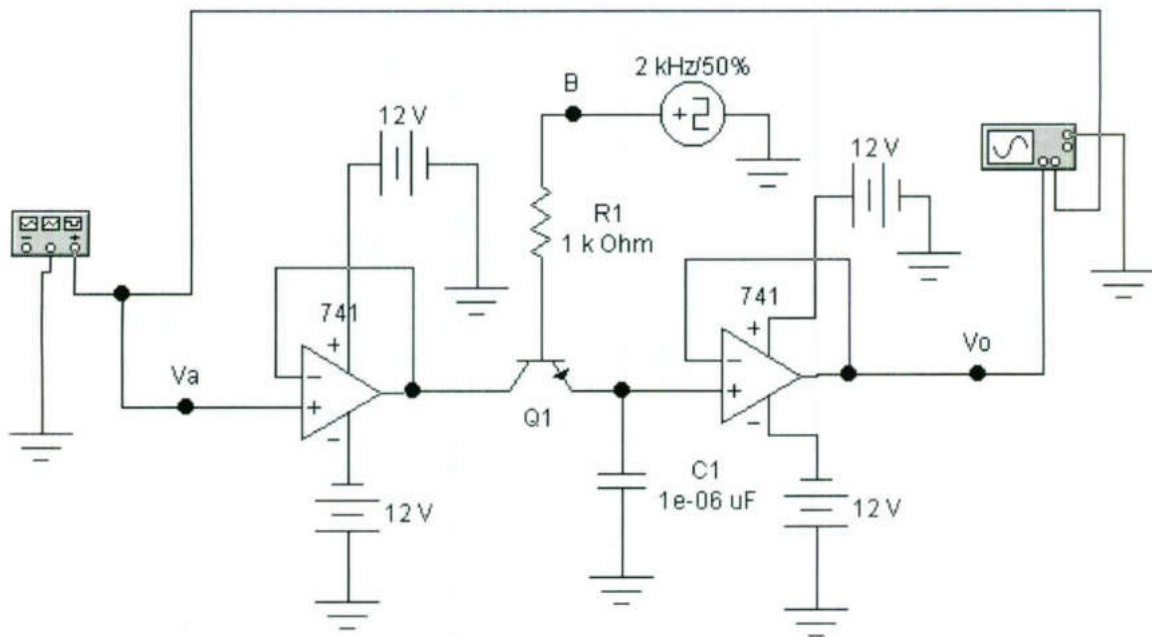 2 kHz/50%
B
12 V
12 V
R1
1 k Ohm
741
+
741
+
Va
−
+
−
+
Vo
Q1
−
−
C1
1e-06 uF
12 V
12 V